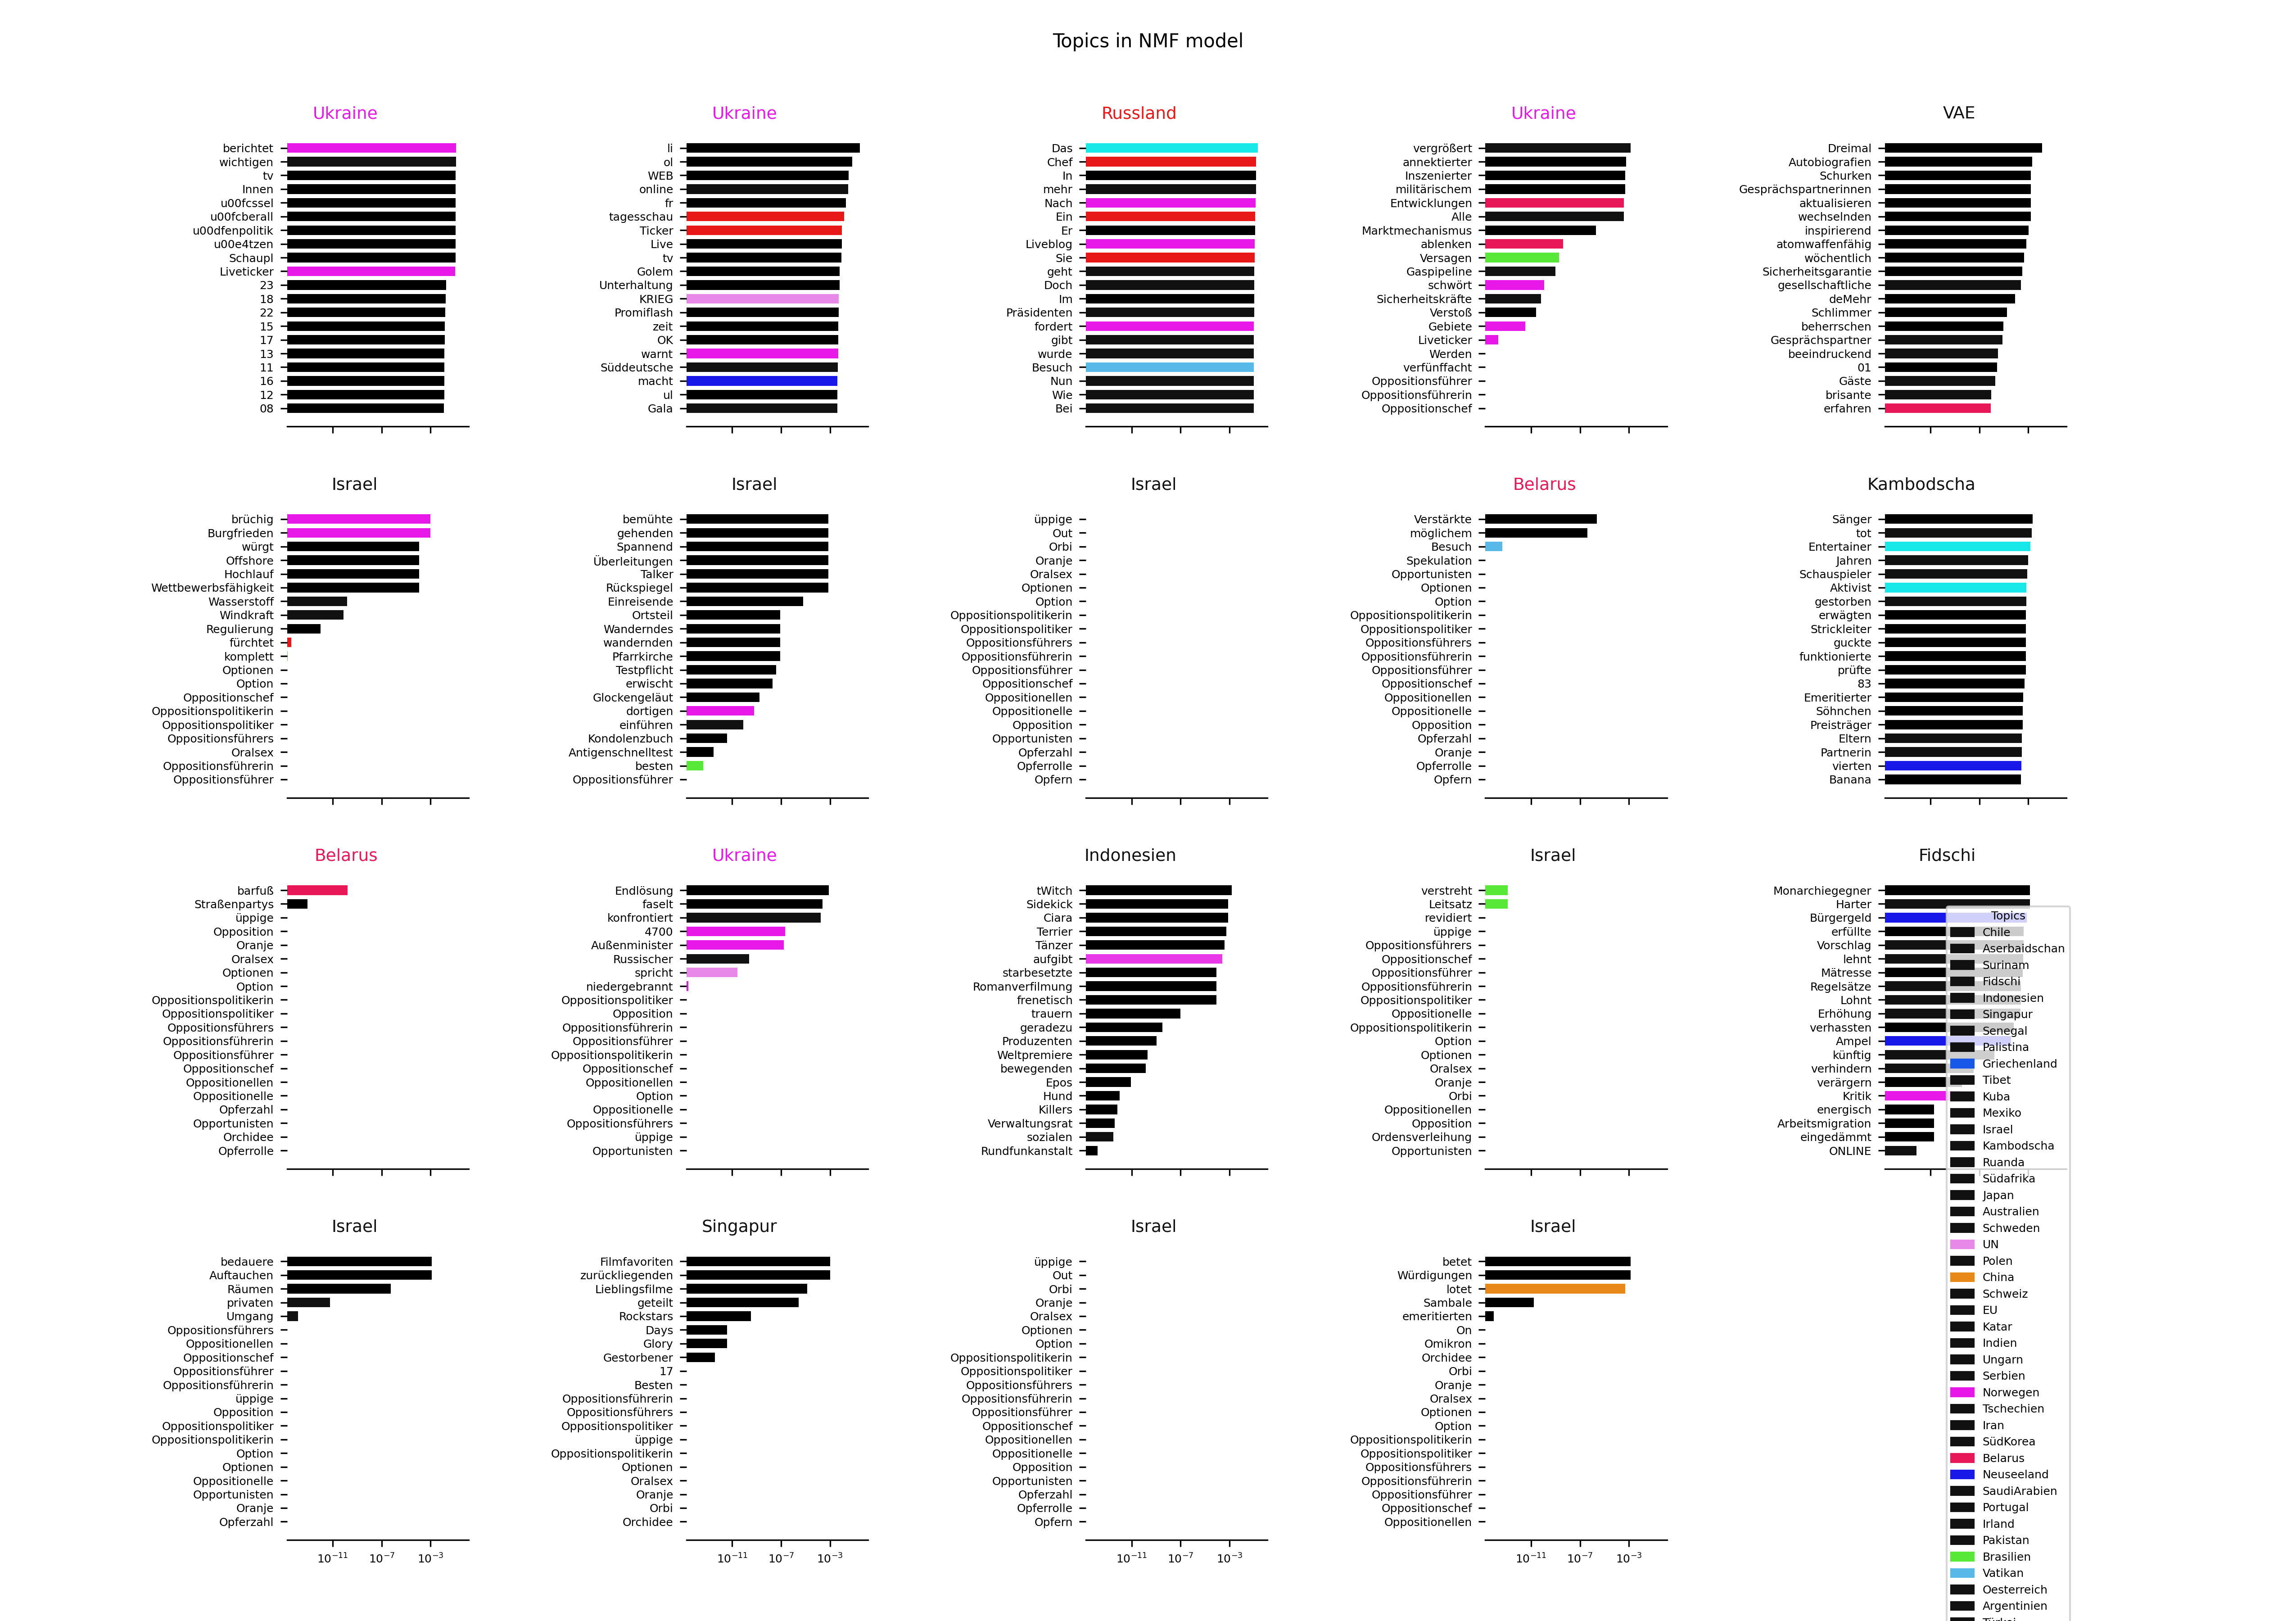 Topics in NMF model
Ukraine
berichtet
wichtigen
tv
Innen
u00fcssel
u00fcberall
u00dfenpolitik
u00e4tzen
Schaupl
Liveticker
23
18
22
15
17
13
11
16
12
08
Ukraine
li
ol
WEB
online
fr
tagesschau
Ticker
Live
tv
Golem
Unterhaltung
KRIEG
Promiflash
zeit
OK
warnt
Süddeutsche
macht
ul
Gala
Russland
Das
Chef
In
mehr
Nach
Ein
Er
Liveblog
Sie
geht
Doch
Im
Präsidenten
fordert
gibt
wurde
Besuch
Nun
Wie
Bei
Ukraine
vergrößert
annektierter
Inszenierter
militärischem
Entwicklungen
Alle
Marktmechanismus
ablenken
Versagen
Gaspipeline
schwört
Sicherheitskräfte
Verstoß
Gebiete
Liveticker
Werden
verfünffacht
Oppositionsführer
Oppositionsführerin
Oppositionschef
VAE
Dreimal
Autobiografien
Schurken
Gesprächspartnerinnen
aktualisieren
wechselnden
inspirierend
atomwaffenfähig
wöchentlich
Sicherheitsgarantie
gesellschaftliche
deMehr
Schlimmer
beherrschen
Gesprächspartner
beeindruckend
01
Gäste
brisante
erfahren
Israel
brüchig
Burgfrieden
würgt
Offshore
Hochlauf
Wettbewerbsfähigkeit
Wasserstoff
Windkraft
Regulierung
fürchtet
komplett
Optionen
Option
Oppositionschef
Oppositionspolitikerin
Oppositionspolitiker
Oppositionsführers
Oralsex
Oppositionsführerin
Oppositionsführer
Israel
bemühte
gehenden
Spannend
Überleitungen
Talker
Rückspiegel
Einreisende
Ortsteil
Wanderndes
wandernden
Pfarrkirche
Testpflicht
erwischt
Glockengeläut
dortigen
einführen
Kondolenzbuch
Antigenschnelltest
besten
Oppositionsführer
Israel
üppige
Out
Orbi
Oranje
Oralsex
Optionen
Option
Oppositionspolitikerin
Oppositionspolitiker
Oppositionsführers
Oppositionsführerin
Oppositionsführer
Oppositionschef
Oppositionellen
Oppositionelle
Opposition
Opportunisten
Opferzahl
Opferrolle
Opfern
Belarus
Verstärkte
möglichem
Besuch
Spekulation
Opportunisten
Optionen
Option
Oppositionspolitikerin
Oppositionspolitiker
Oppositionsführers
Oppositionsführerin
Oppositionsführer
Oppositionschef
Oppositionellen
Oppositionelle
Opposition
Opferzahl
Oranje
Opferrolle
Opfern
Kambodscha
Sänger
tot
Entertainer
Jahren
Schauspieler
Aktivist
gestorben
erwägten
Strickleiter
guckte
funktionierte
prüfte
83
Emeritierter
Söhnchen
Preisträger
Eltern
Partnerin
vierten
Banana
Belarus
barfuß
Straßenpartys
üppige
Opposition
Oranje
Oralsex
Optionen
Option
Oppositionspolitikerin
Oppositionspolitiker
Oppositionsführers
Oppositionsführerin
Oppositionsführer
Oppositionschef
Oppositionellen
Oppositionelle
Opferzahl
Opportunisten
Orchidee
Opferrolle
Ukraine
Endlösung
faselt
konfrontiert
4700
Außenminister
Russischer
spricht
niedergebrannt
Oppositionspolitiker
Opposition
Oppositionsführerin
Oppositionsführer
Oppositionspolitikerin
Oppositionschef
Oppositionellen
Option
Oppositionelle
Oppositionsführers
üppige
Opportunisten
Indonesien
tWitch
Sidekick
Ciara
Terrier
Tänzer
aufgibt
starbesetzte
Romanverfilmung
frenetisch
trauern
geradezu
Produzenten
Weltpremiere
bewegenden
Epos
Hund
Killers
Verwaltungsrat
sozialen
Rundfunkanstalt
Israel
verstreht
Leitsatz
revidiert
üppige
Oppositionsführers
Oppositionschef
Oppositionsführer
Oppositionsführerin
Oppositionspolitiker
Oppositionelle
Oppositionspolitikerin
Option
Optionen
Oralsex
Oranje
Orbi
Oppositionellen
Opposition
Ordensverleihung
Opportunisten
Fidschi
Monarchiegegner
Harter
Bürgergeld
erfüllte
Vorschlag
lehnt
Mätresse
Regelsätze
Lohnt
Erhöhung
verhassten
Ampel
künftig
verhindern
verärgern
Kritik
energisch
Arbeitsmigration
eingedämmt
ONLINE
Israel
bedauere
Auftauchen
Räumen
privaten
Umgang
Oppositionsführers
Oppositionellen
Oppositionschef
Oppositionsführer
Oppositionsführerin
üppige
Opposition
Oppositionspolitiker
Oppositionspolitikerin
Option
Optionen
Oppositionelle
Opportunisten
Oranje
Opferzahl
10⁻¹¹ 10⁻⁷ 10⁻³
Singapur
Filmfavoriten
zurückliegenden
Lieblingsfilme
geteilt
Rockstars
Days
Glory
Gestorbener
17
Besten
Oppositionsführerin
Oppositionsführers
Oppositionspolitiker
üppige
Oppositionspolitikerin
Optionen
Oralsex
Oranje
Orbi
Orchidee
10⁻¹¹ 10⁻⁷ 10⁻³
Israel
üppige
Out
Orbi
Oranje
Oralsex
Optionen
Option
Oppositionspolitikerin
Oppositionspolitiker
Oppositionsführers
Oppositionsführerin
Oppositionsführer
Oppositionschef
Oppositionellen
Oppositionelle
Opposition
Opportunisten
Opferzahl
Opferrolle
Opfern
10⁻¹¹ 10⁻⁷ 10⁻³
Israel
betet
Würdigungen
lotet
Sambale
emeritierten
On
Omikron
Orchidee
Orbi
Oranje
Oralsex
Optionen
Option
Oppositionspolitikerin
Oppositionspolitiker
Oppositionsführers
Oppositionsführerin
Oppositionsführer
Oppositionschef
Oppositionellen
10⁻¹¹ 10⁻⁷ 10⁻³
Topics
Chile
Aserbaidschan
Surinam
Fidschi
Indonesien
Singapur
Senegal
Palistina
Griechenland
Tibet
Kuba
Mexiko
Israel
Kambodscha
Ruanda
Südafrika
Japan
Australien
Schweden
UN
Polen
China
Schweiz
EU
Katar
Indien
Ungarn
Serbien
Norwegen
Tschechien
Iran
SüdKorea
Belarus
Neuseeland
SaudiArabien
Portugal
Irland
Pakistan
Brasilien
Vatikan
Oesterreich
Argentinien